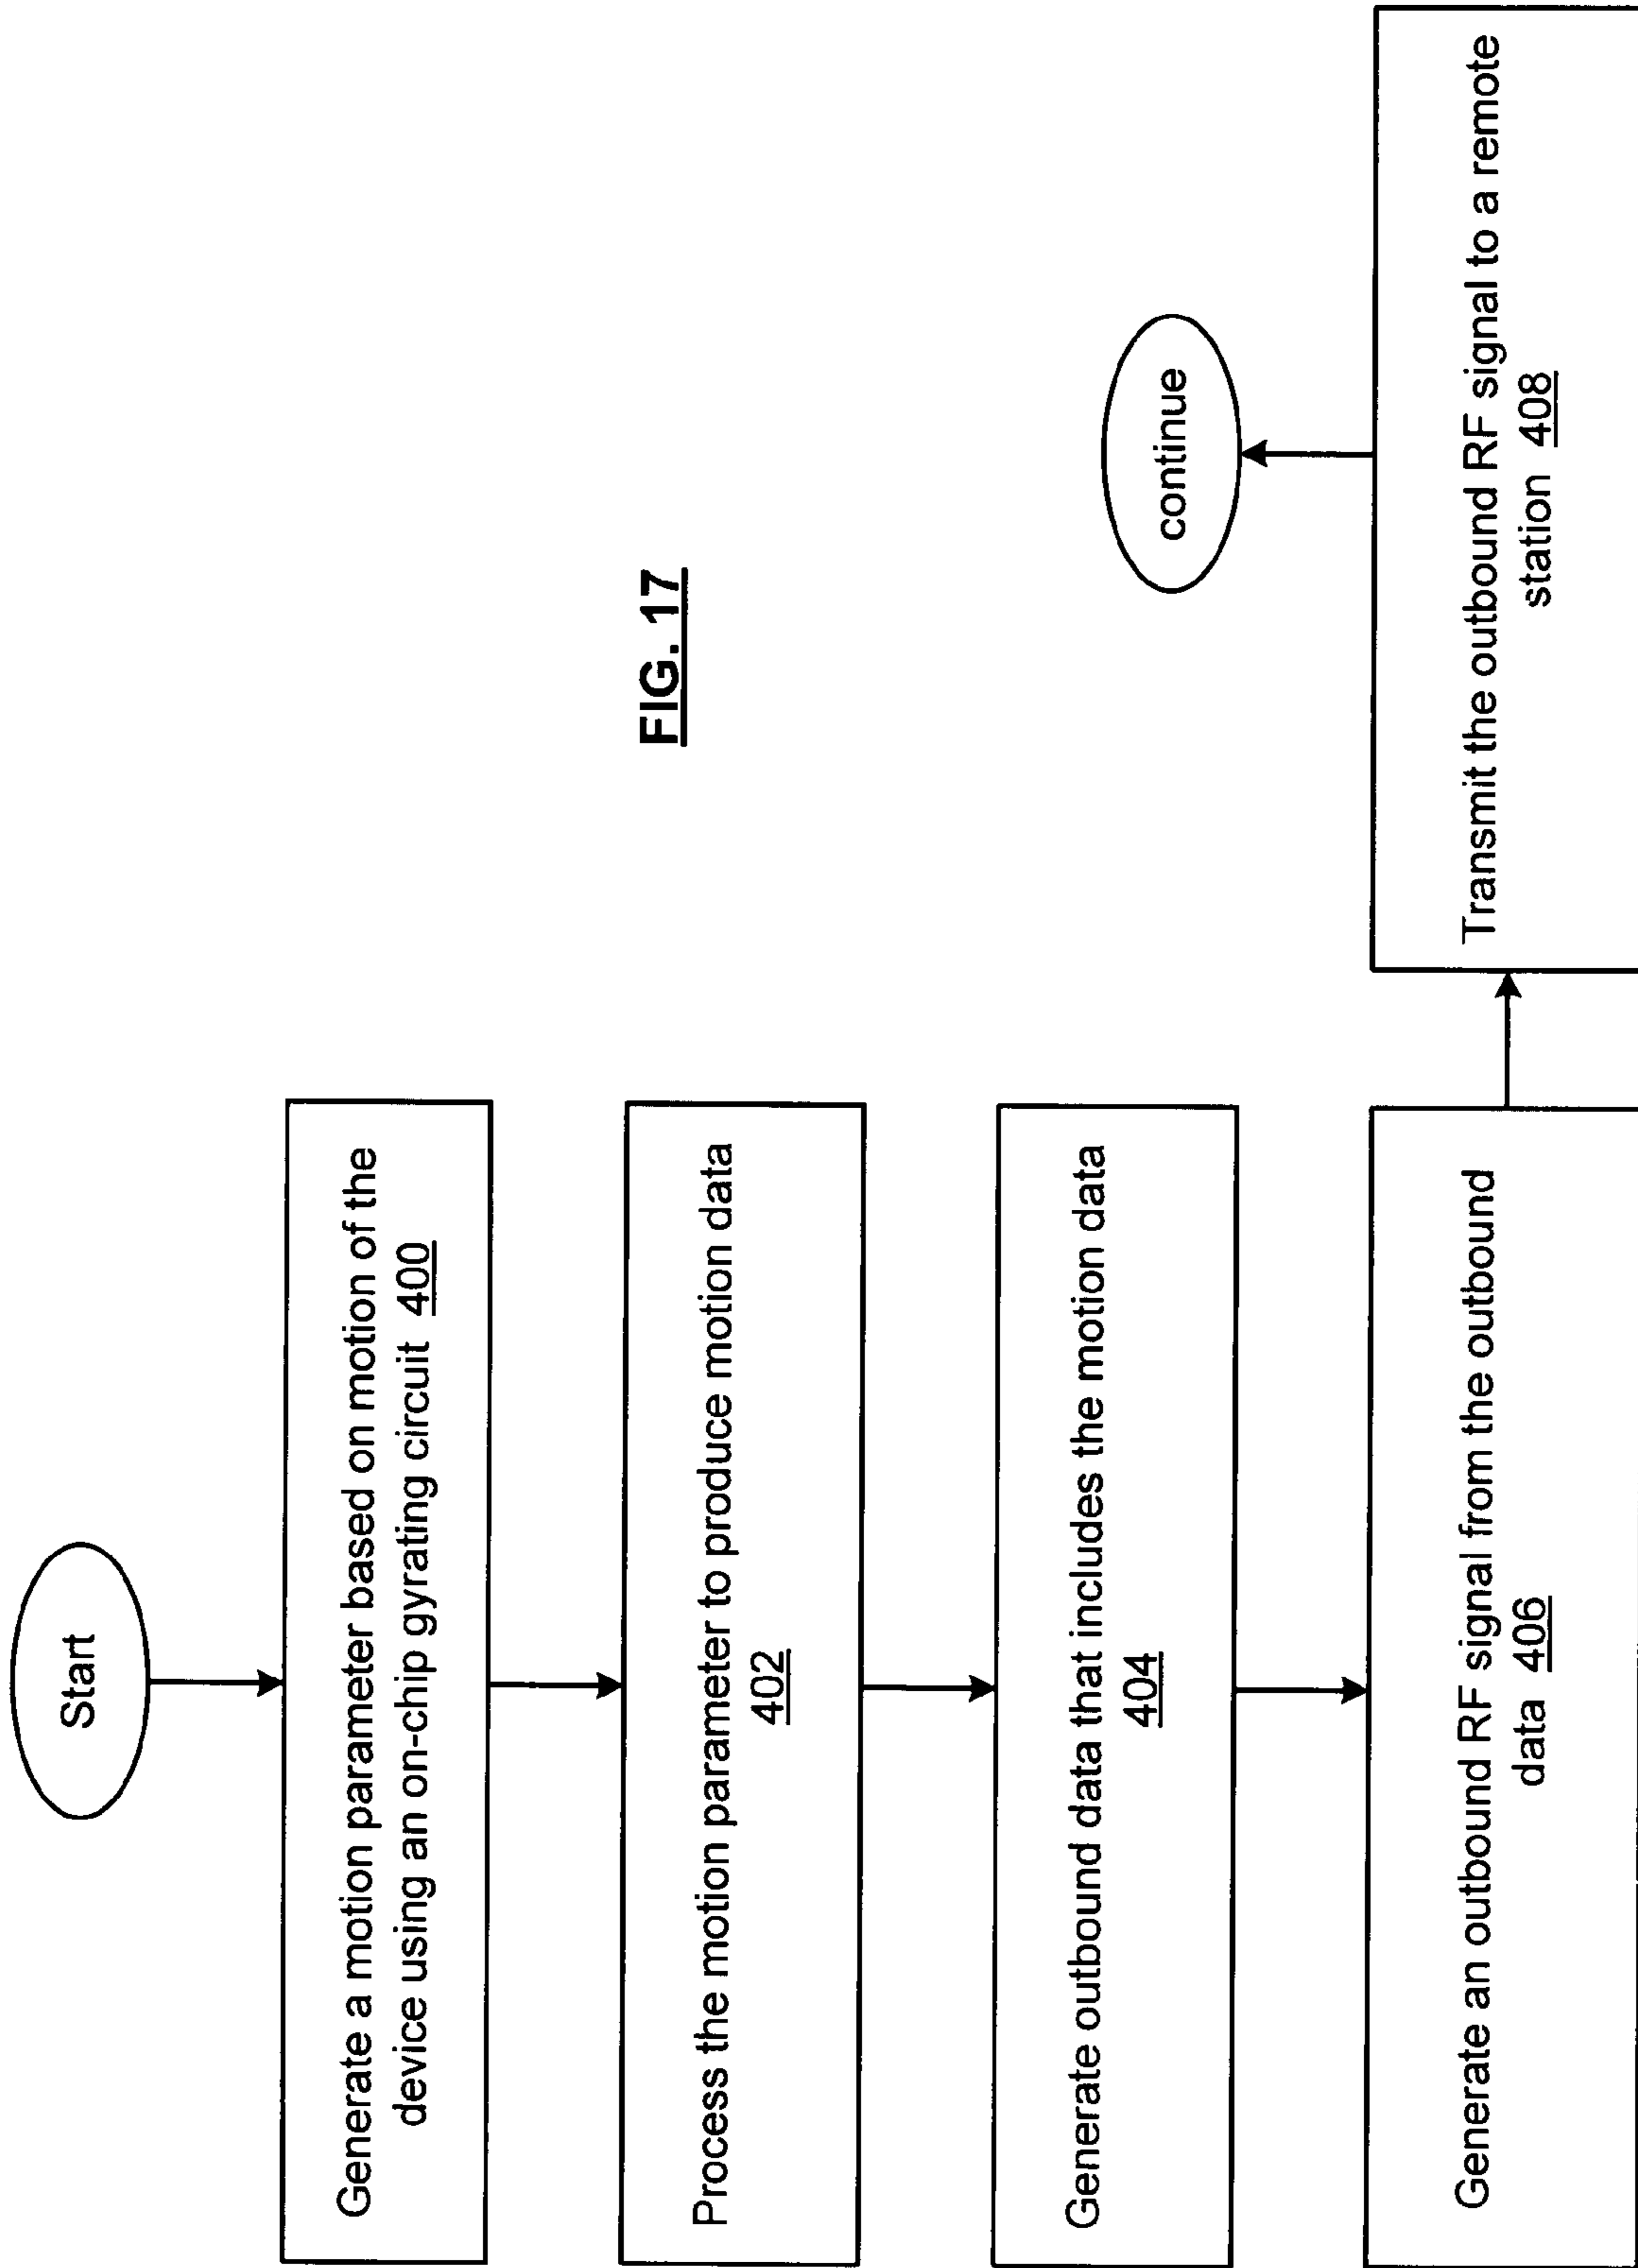 Start
Generate a motion parameter based on motion of the
device using an on-chip gyrating circuit 400
Process the motion parameter to produce motion data
402
Generate outbound data that includes the motion data
404
Generate an outbound RF signal from the outbound
data 406
Transmit the outbound RF signal to a remote
station 408
continue
FIG. 17